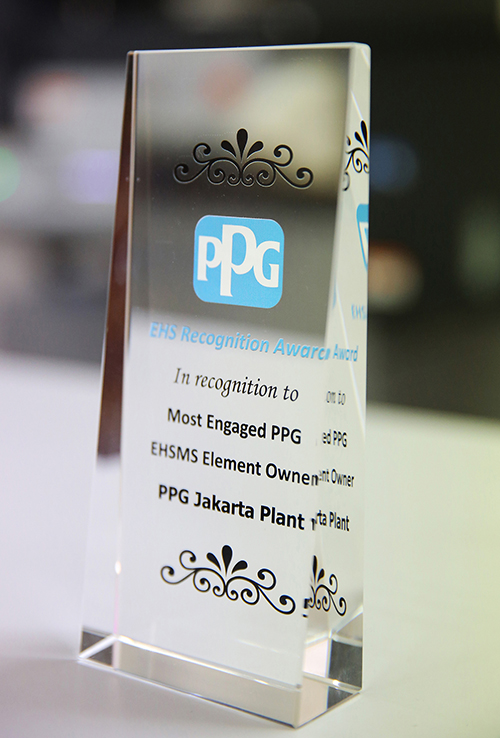 PPG
EHS Recognition Award
In recognition to
Most Engaged PPG
EHSMS Element Owner
PPG Jakarta Plant